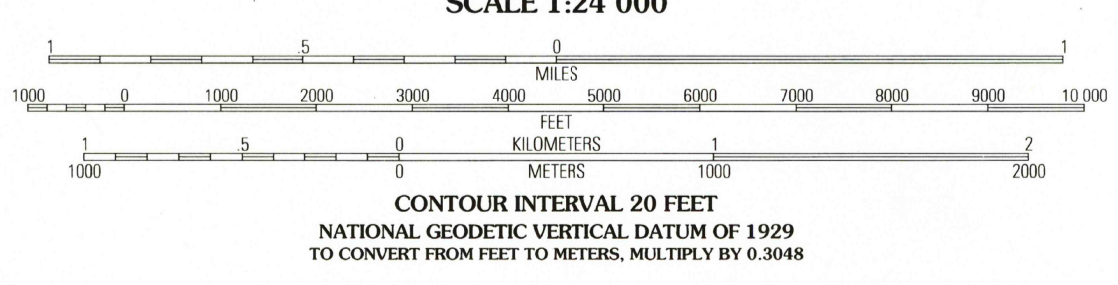 SCALE 1:24 000
1 .5 0 1
MILES
1000 0 1000 2000 3000 4000 5000 6000 7000 8000 9000 10 000
FEET
1 .5 0 KILOMETERS 1 2
1000 0 METERS 1000 2000
CONTOUR INTERVAL 20 FEET
NATIONAL GEODETIC VERTICAL DATUM OF 1929
TO CONVERT FROM FEET TO METERS, MULTIPLY BY 0.3048